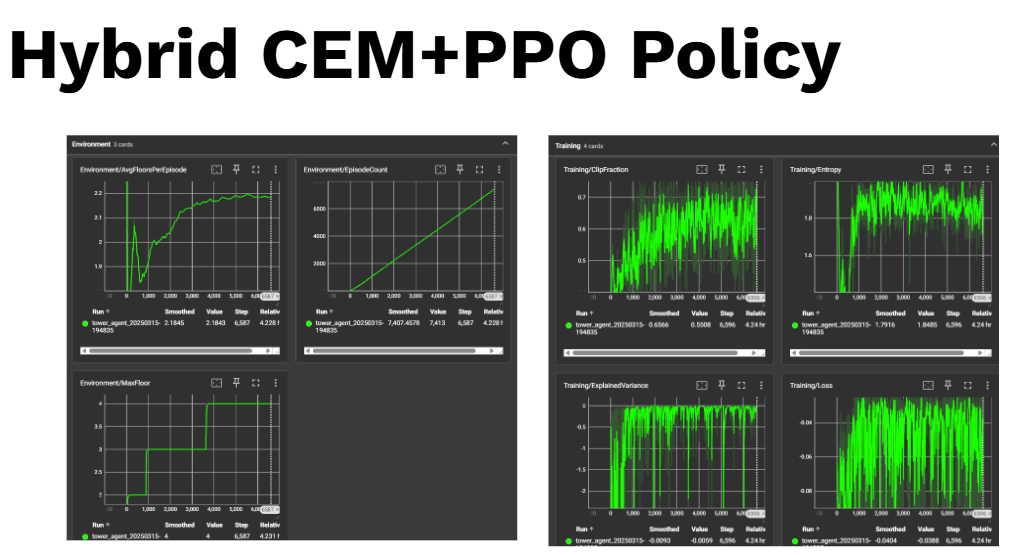 Hybrid CEM+PPO Policy
Environment 3 cards
Environment/AvgFloorsPerEpisode
2.2
2.1
2
1.9
0 1,000 2,000 3,000 4,000 5,000 6,0 6587
Run ↑ Smoothed Value Step Relativ
tower_agent_20250315-194835 2.1845 2.1843 6,587 4.228 h
Environment/EpisodeCount
6000
4000
2000
0 1,000 2,000 3,000 4,000 5,000 6,0 6587
Run ↑ Smoothed Value Step Relativ
tower_agent_20250315-194835 7,407.4578 7,413 6,587 4.228 h
Environment/MaxFloor
4
3.5
3
2.5
2
0 1,000 2,000 3,000 4,000 5,000 6,0 6587
Run ↑ Smoothed Value Step Relativ
tower_agent_20250315- 4 4 6,587 4.231 h
Training 4 cards
Training/ClipFraction
0.7
0.6
0.5
0 1,000 2,000 3,000 4,000 5,000 6,0 6596
Run ↑ Smoothed Value Step Relativ
tower_agent_20250315-194835 0.6566 0.5508 6,596 4.24 hr
Training/Entropy
1.8
1.6
0 1,000 2,000 3,000 4,000 5,000 6,0 6596
Run ↑ Smoothed Value Step Relativ
tower_agent_20250315-194835 1.7916 1.8485 6,596 4.24 hr
Training/ExplainedVariance
0
-0.5
-1
-1.5
-2
0 1,000 2,000 3,000 4,000 5,000 6,0 6596
Run ↑ Smoothed Value Step Relativ
tower_agent_20250315- -0.0093 -0.0059 6,596 4.24 hr
Training/Loss
-0.04
-0.06
-0.08
0 1,000 2,000 3,000 4,000 5,000 6,0 6596
Run ↑ Smoothed Value Step Relativ
tower_agent_20250315- -0.0404 -0.0388 6,596 4.24 hr